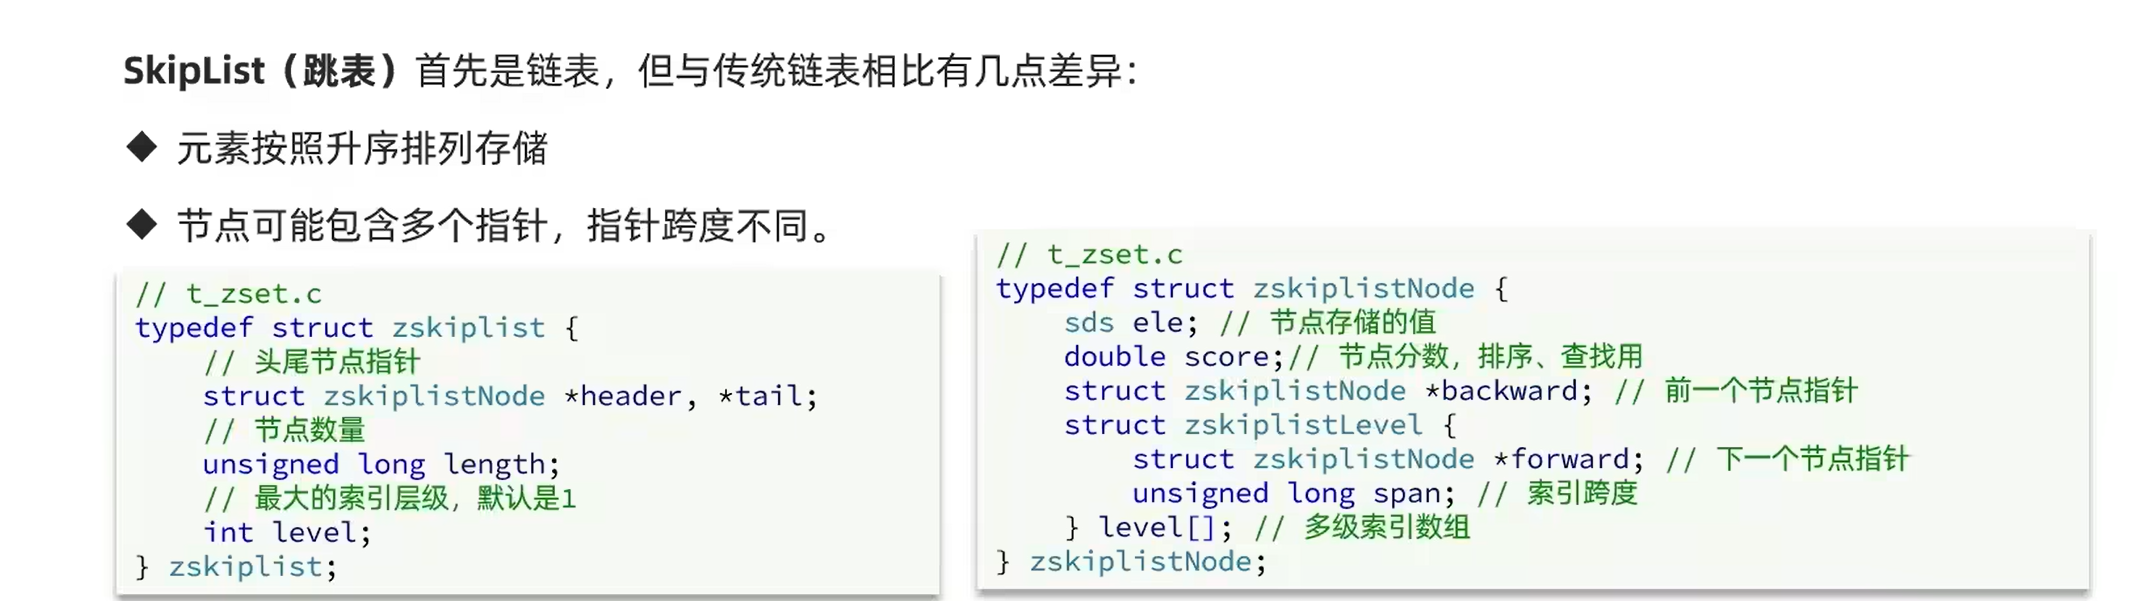 SkipList（跳表）首先是链表，但与传统链表相比有几点差异：
◆ 元素按照升序排列存储
◆ 节点可能包含多个指针，指针跨度不同。
// t_zset.c
typedef struct zskiplist {
    // 头尾节点指针
    struct zskiplistNode *header, *tail;
    // 节点数量
    unsigned long length;
    // 最大的索引层级，默认是1
    int level;
} zskiplist;
// t_zset.c
typedef struct zskiplistNode {
    sds ele; // 节点存储的值
    double score;// 节点分数，排序、查找用
    struct zskiplistNode *backward; // 前一个节点指针
    struct zskiplistLevel {
        struct zskiplistNode *forward; // 下一个节点指针
        unsigned long span; // 索引跨度
    } level[]; // 多级索引数组
} zskiplistNode;